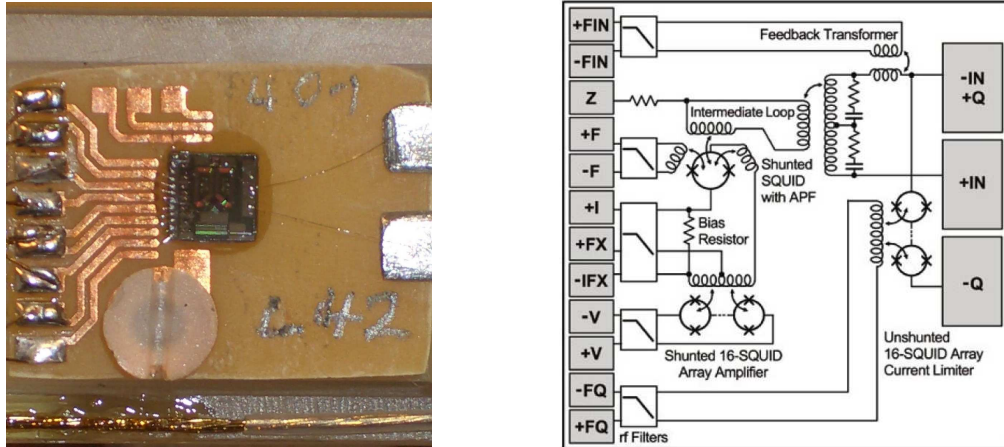 401
L42
+FIN
-FIN
Feedback Transformer
-IN
+Q
Z
Intermediate Loop
+F
-F
Shunted
SQUID
with APF
+IN
+I
Bias
Resistor
+FX
-IFX
-Q
-V
+V
Shunted 16-SQUID
Array Amplifier
Unshunted
16-SQUID Array
Current Limiter
-FQ
+FQ
rf Filters